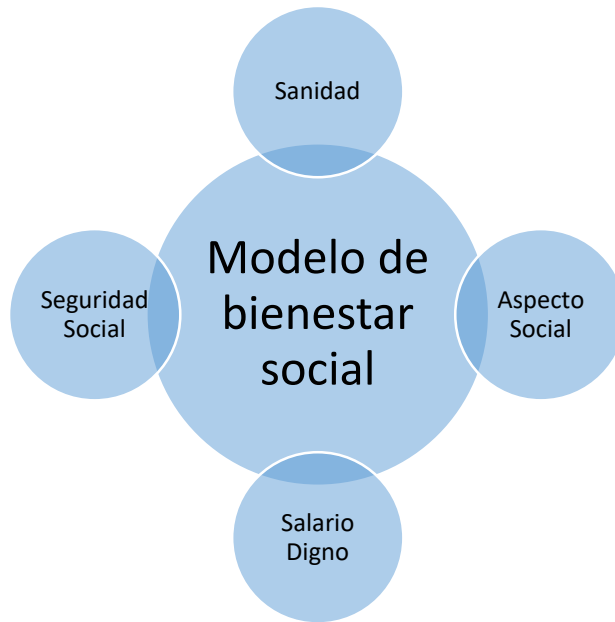 Sanidad
Modelo de
bienestar
social
Seguridad
Social
Aspecto
Social
Salario
Digno